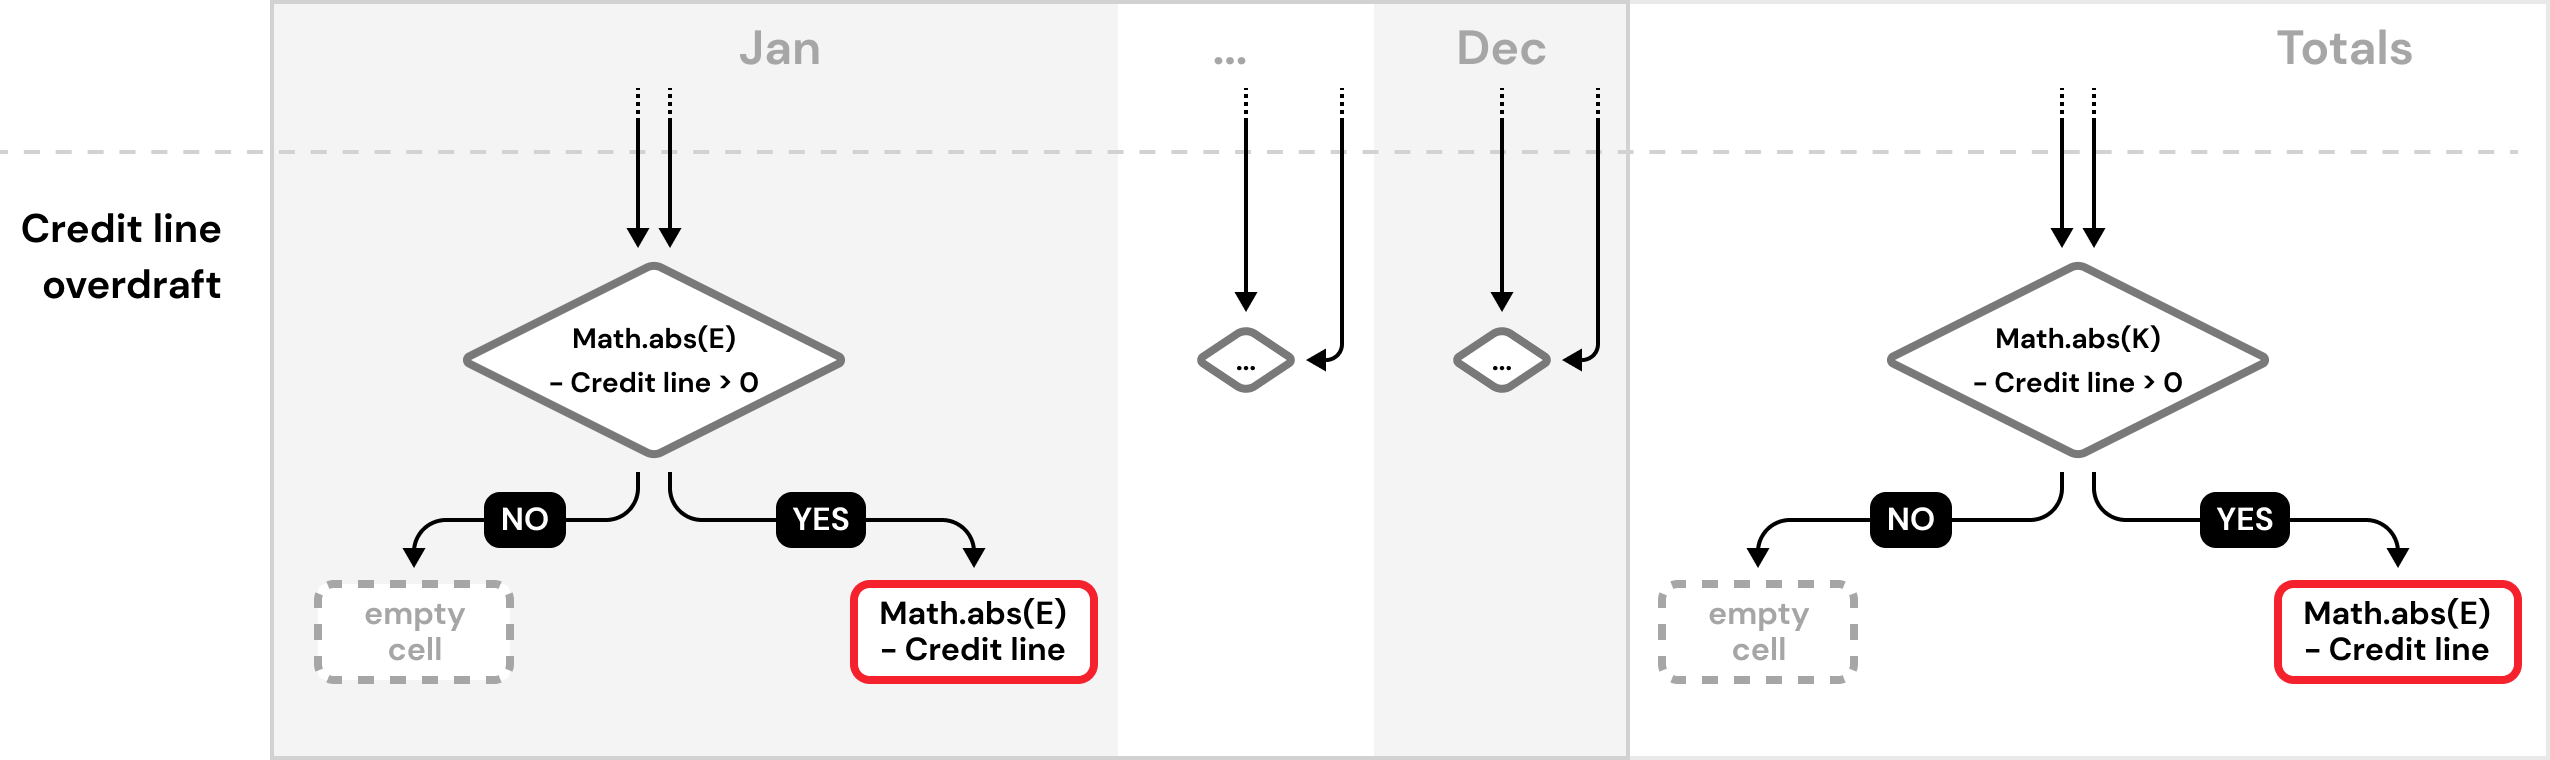 Jan
...
Dec
Totals
Credit line
overdraft
Math.abs(E)
- Credit line > 0
...
...
Math.abs(K)
- Credit line > 0
NO
YES
NO
YES
empty
cell
Math.abs(E)
- Credit line
empty
cell
Math.abs(E)
- Credit line